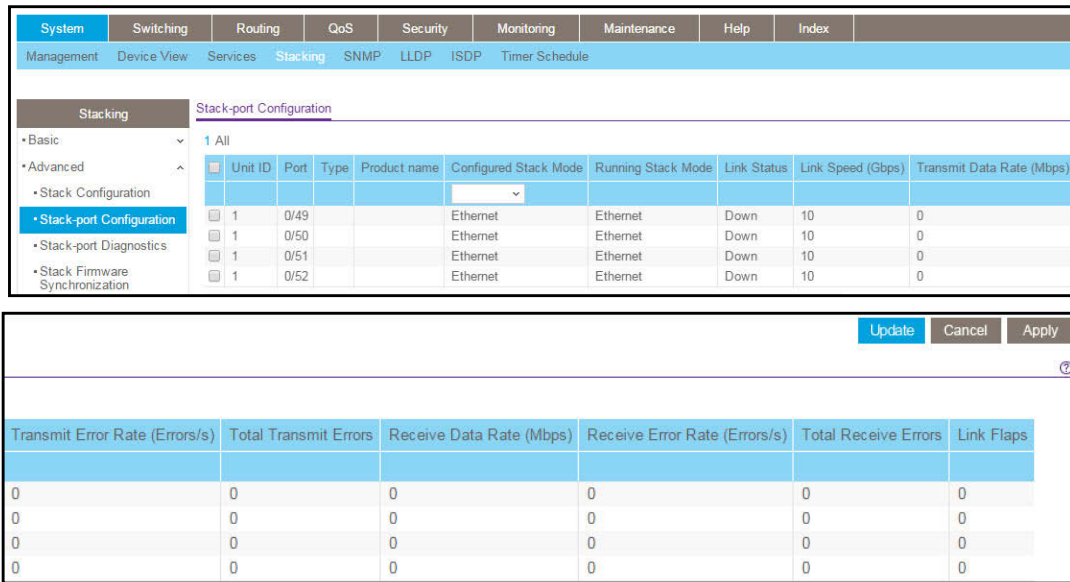 System Switching Routing QoS Security Monitoring Maintenance Help Index
Management Device View Services Stacking SNMP LLDP ISDP Timer Schedule
Stacking
Basic
Advanced
Stack Configuration
Stack-port Configuration
Stack-port Diagnostics
Stack Firmware
Synchronization
Stack-port Configuration
1 All
Unit ID Port Type Product name Configured Stack Mode Running Stack Mode Link Status Link Speed (Gbps) Transmit Data Rate (Mbps)
1 0/49 Ethernet Ethernet Down 10 0
1 0/50 Ethernet Ethernet Down 10 0
1 0/51 Ethernet Ethernet Down 10 0
1 0/52 Ethernet Ethernet Down 10 0
Update Cancel Apply
?
Transmit Error Rate (Errors/s) Total Transmit Errors Receive Data Rate (Mbps) Receive Error Rate (Errors/s) Total Receive Errors Link Flaps
0 0 0 0 0 0
0 0 0 0 0 0
0 0 0 0 0 0
0 0 0 0 0 0